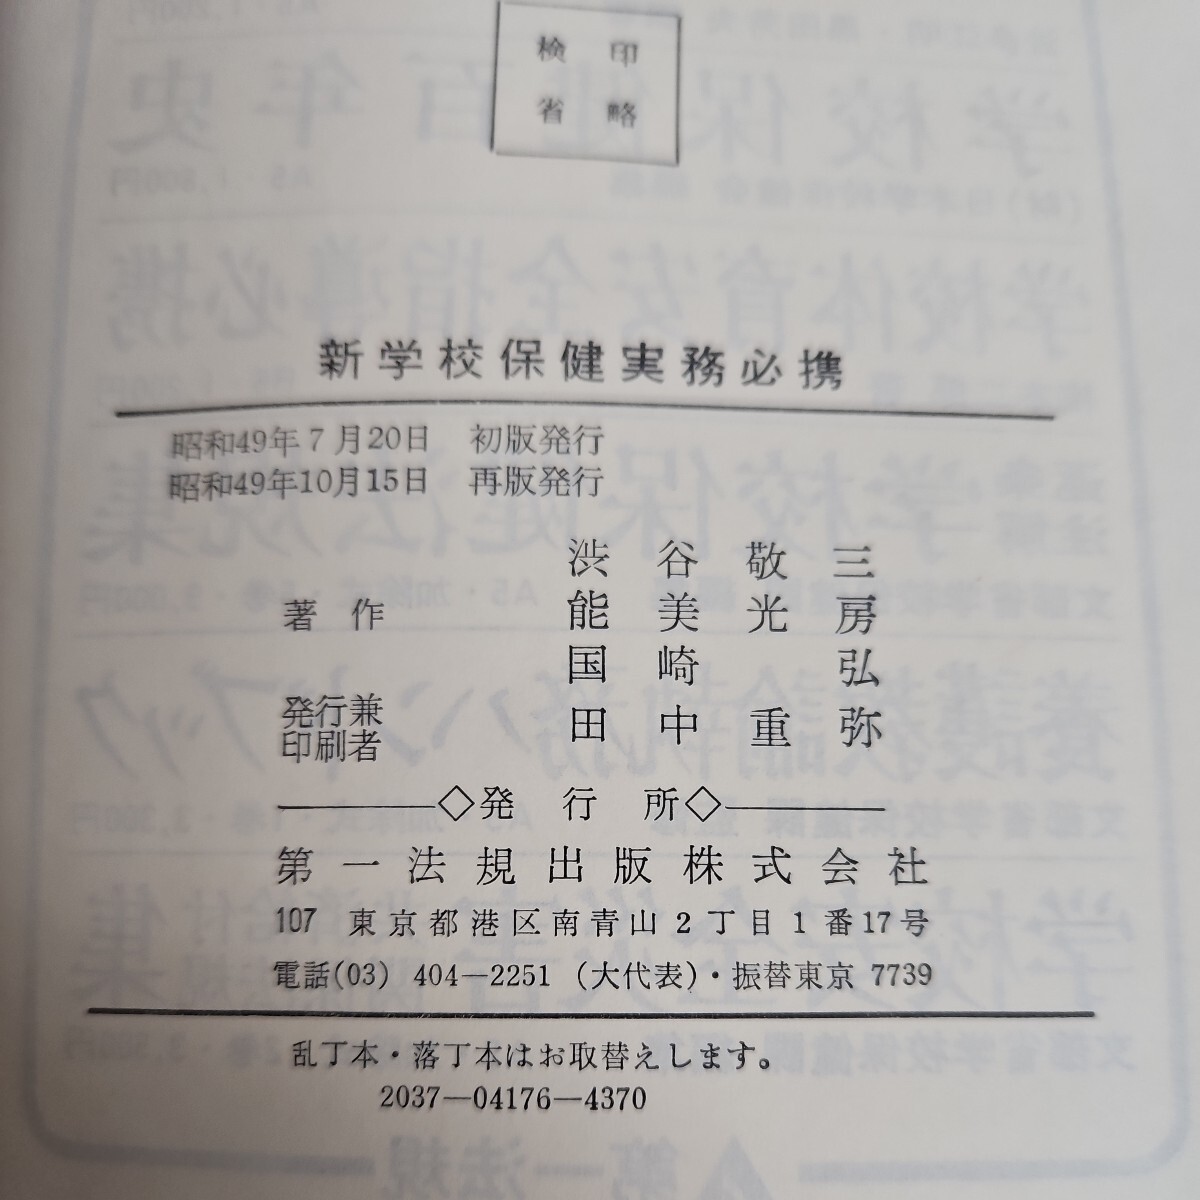 検印
省略
新学校保健実務必携
昭和49年7月20日 初版発行
昭和49年10月15日 再版発行
著作
渋谷敬三
能美光房
国崎弘
発行兼
印刷者
田中重弥
◇発行所◇
第一法規出版株式会社
107 東京都港区南青山2丁目1番17号
電話(03) 404―2251 (大代表)・振替東京 7739
乱丁本・落丁本はお取替えします。
2037―04176―4370